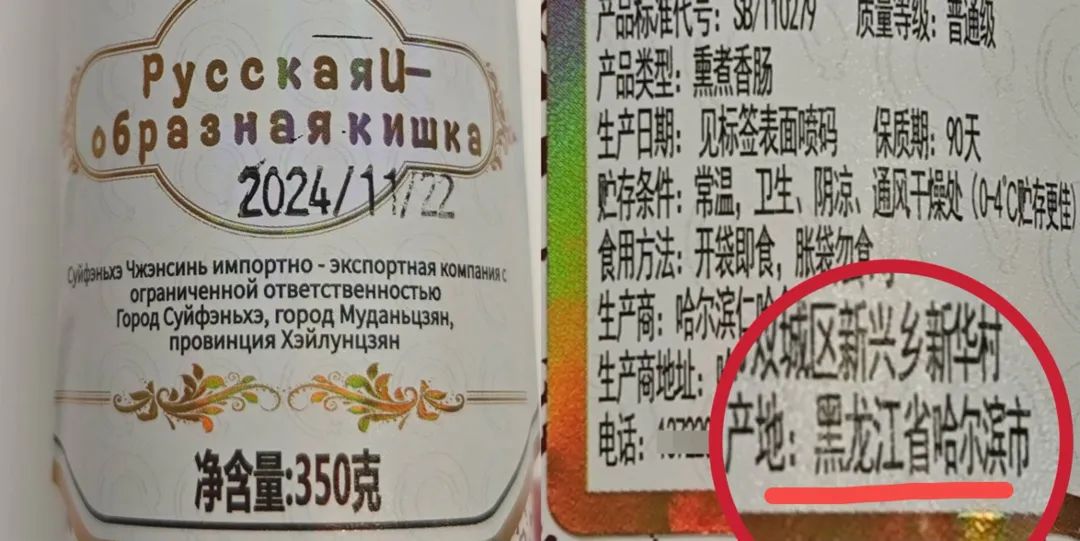 РусскаяИ-
образная кишка
2024/11/22
Суйфэньхэ Чжэнсинь импортно - экспортная компания с
ограниченной ответственностью
Город Суйфэньхэ, город Муданьцзян,
провинция Хэйлунцзян
净含量:350克
产品标准代号: SB/T10279 质量等级: 普通级
产品类型: 熏煮香肠
生产日期: 见标签表面喷码 保质期: 90天
贮存条件: 常温, 卫生、阴凉、通风干燥处 (0-4℃贮存更佳)
食用方法: 开袋即食, 胀袋勿食
生产商: 哈尔滨仁
生产商地址:
电话:
双城区新兴乡新华村
产地: 黑龙江省哈尔滨市